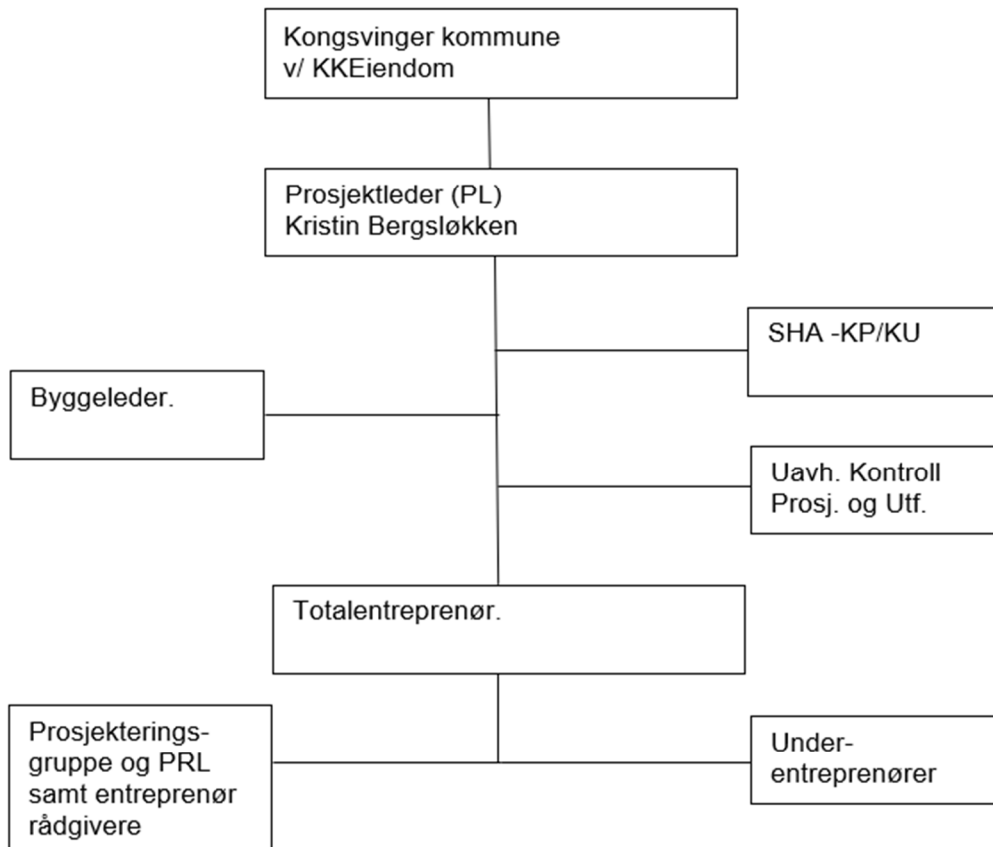 Kongsvinger kommune
v/ KKEiendom
Prosjektleder (PL)
Kristin Bergsløkken
SHA -KP/KU
Byggeleder.
Uavh. Kontroll
Prosj. og Utf.
Totalentreprenør.
Prosjekterings-
gruppe og PRL
samt entreprenør
rådgivere
Under-
entreprenører